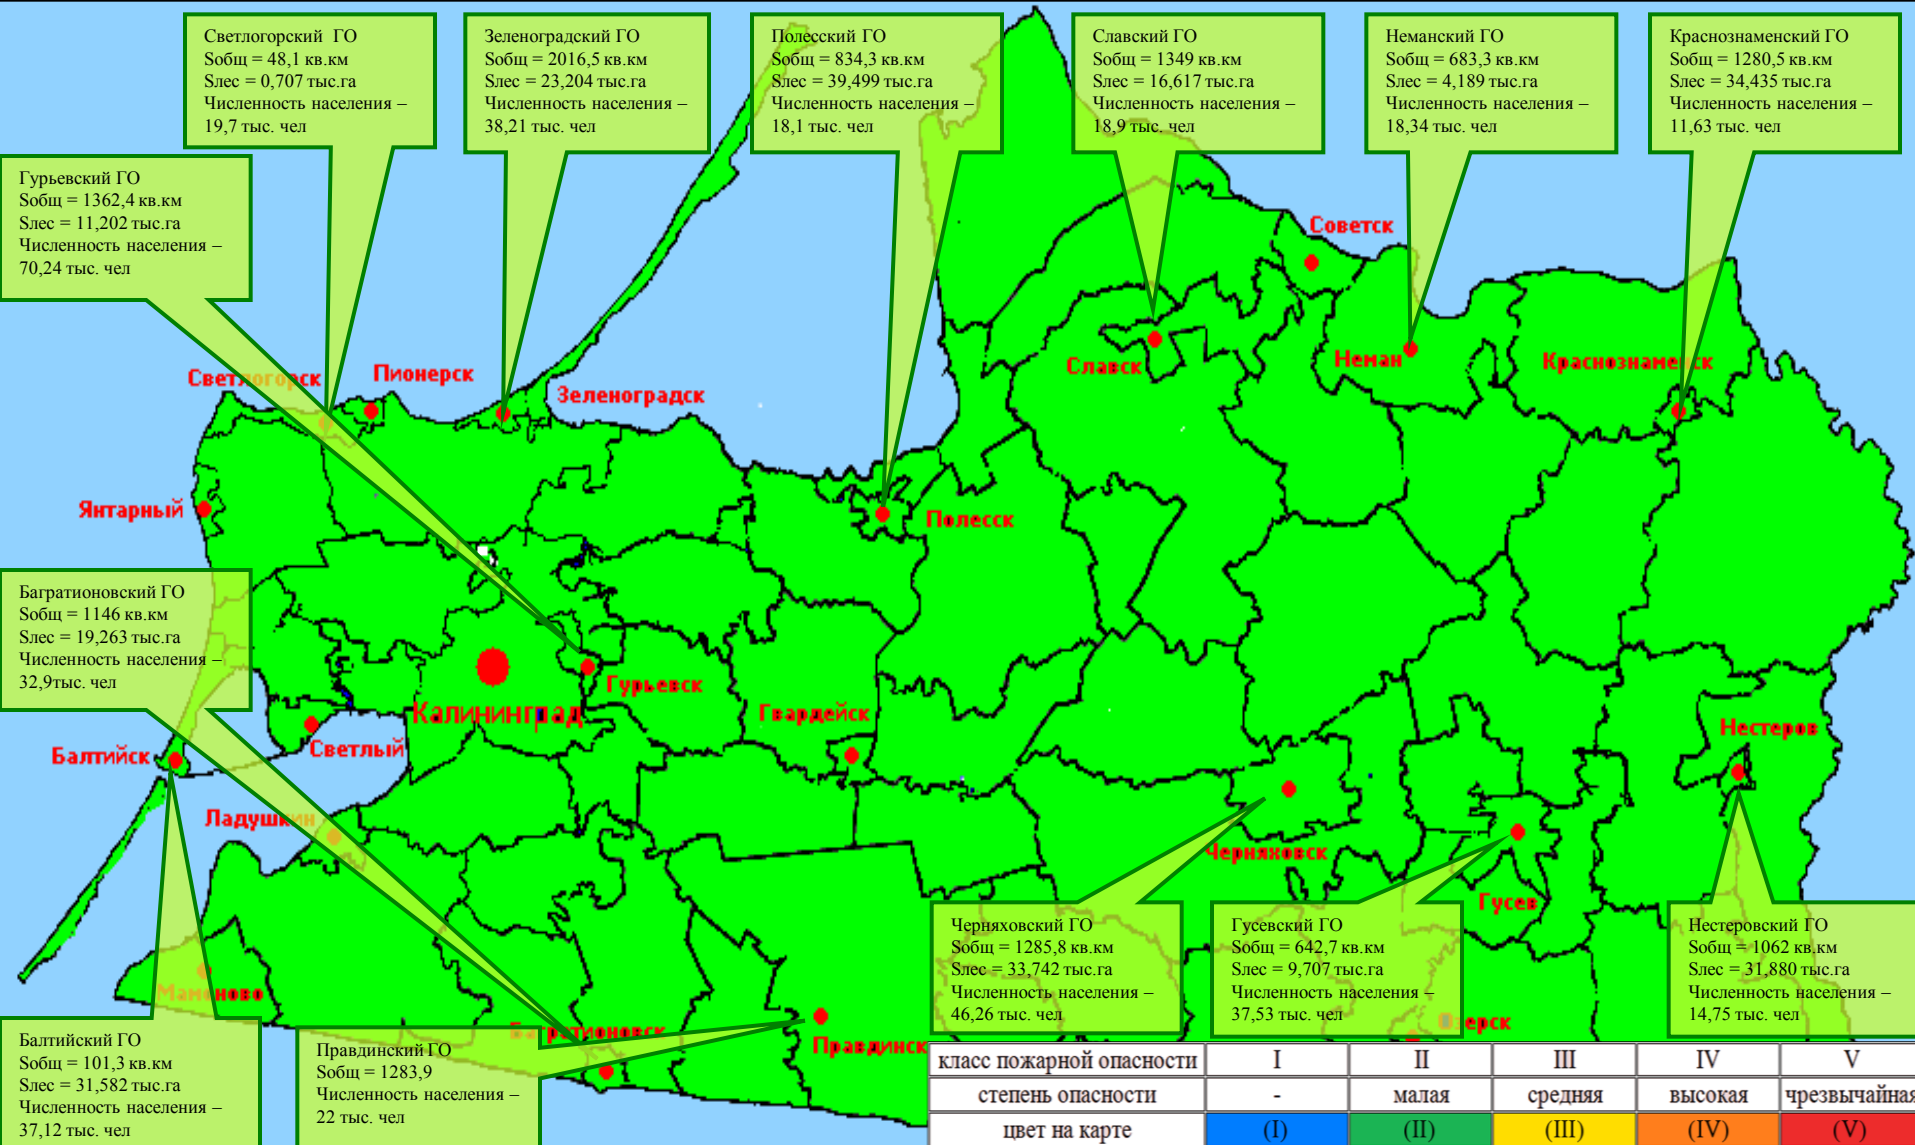 Светлогорский ГО
Sобщ = 48,1 кв.км
Sлес = 0,707 тыс.га
Численность населения –
19,7 тыс. чел
Зеленоградский ГО
Sобщ = 2016,5 кв.км
Sлес = 23,204 тыс.га
Численность населения –
38,21 тыс. чел
Полесский ГО
Sобщ = 834,3 кв.км
Sлес = 39,499 тыс.га
Численность населения –
18,1 тыс. чел
Славский ГО
Sобщ = 1349 кв.км
Sлес = 16,617 тыс.га
Численность населения –
18,9 тыс. чел
Неманский ГО
Sобщ = 683,3 кв.км
Sлес = 4,189 тыс.га
Численность населения –
18,34 тыс. чел
Краснознаменский ГО
Sобщ = 1280,5 кв.км
Sлес = 34,435 тыс.га
Численность населения –
11,63 тыс. чел
Гурьевский ГО
Sобщ = 1362,4 кв.км
Sлес = 11,202 тыс.га
Численность населения –
70,24 тыс. чел
Советск
Светлогорск
Пионерск
Зеленоградск
Славск
Неман
Краснознаменск
Янтарный
Полесск
Багратионовский ГО
Sобщ = 1146 кв.км
Sлес = 19,263 тыс.га
Численность населения –
32,9тыс. чел
Гурьевск
Калининград
Гвардейск
Нестеров
Балтийск
Светлый
Ладушкин
Черняховск
Гусев
Черняховский ГО
Sобщ = 1285,8 кв.км
Sлес = 33,742 тыс.га
Численность населения –
46,26 тыс. чел
Гусевский ГО
Sобщ = 642,7 кв.км
Sлес = 9,707 тыс.га
Численность населения –
37,53 тыс. чел
Нестеровский ГО
Sобщ = 1062 кв.км
Sлес = 31,880 тыс.га
Численность населения –
14,75 тыс. чел
Мамоново
Багратионовск
Правдинск
Озерск
Балтийский ГО
Sобщ = 101,3 кв.км
Sлес = 31,582 тыс.га
Численность населения –
37,12 тыс. чел
Правдинский ГО
Sобщ = 1283,9
Численность населения –
22 тыс. чел
класс пожарной опасности I II III IV V
степень опасности - малая средняя высокая чрезвычайная
цвет на карте (I) (II) (III) (IV) (V)